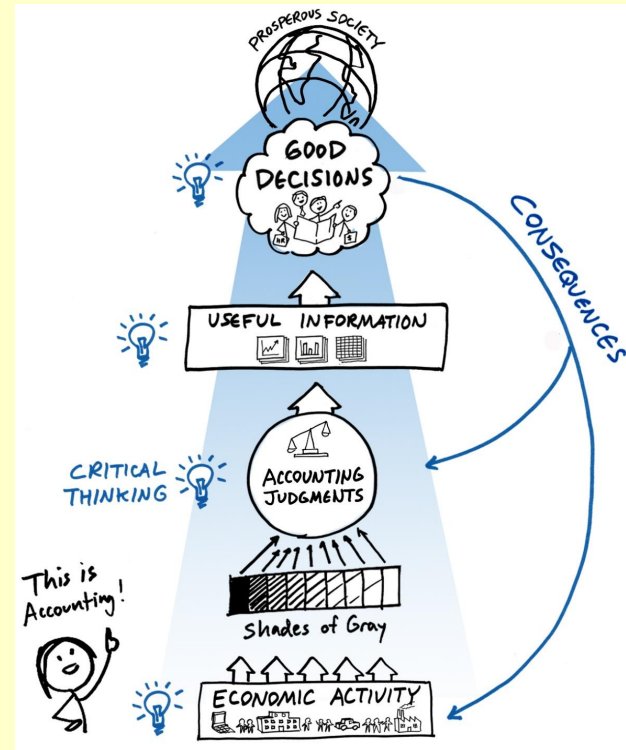 PROSPEROUS SOCIETY
GOOD
DECISIONS
HR
$
CONSEQUENCES
USEFUL INFORMATION
CRITICAL
THINKING
ACCOUNTING
JUDGMENTS
This is
Accounting!
Shades of Gray
ECONOMIC ACTIVITY